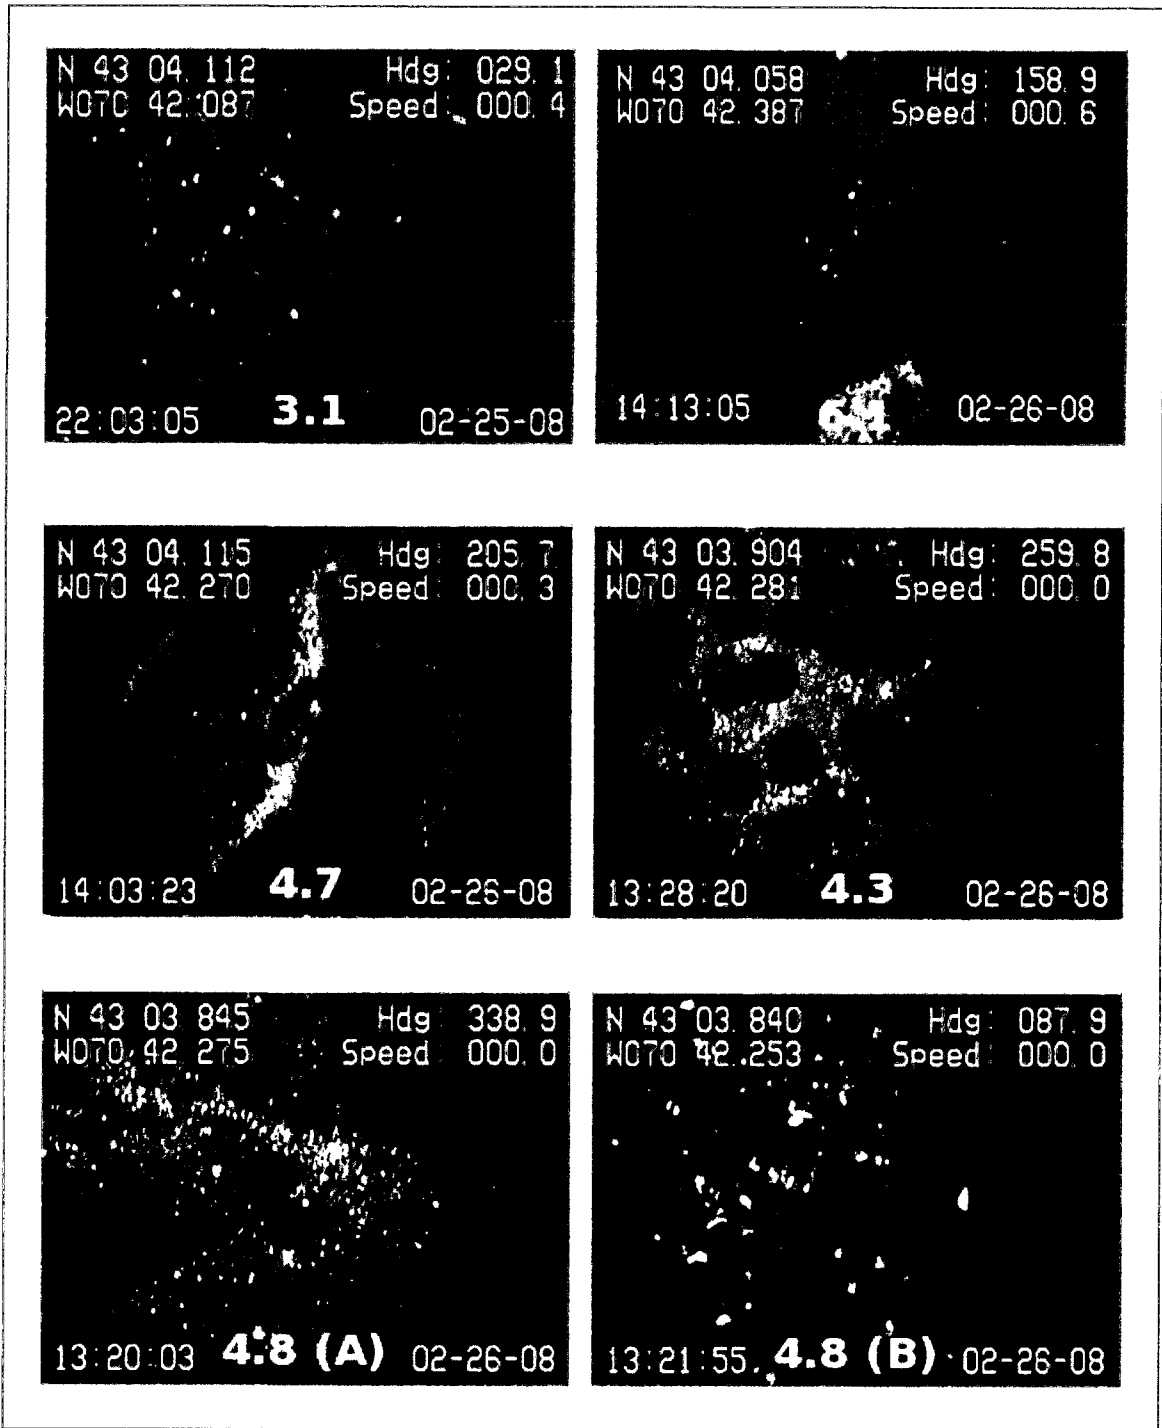 N 43 04.112 Hdg: 029.1
W070 42.087 Speed: 000.4
22:03:05 3.1 02-25-08
N 43 04.058 Hdg: 158.9
W070 42.387 Speed: 000.6
14:13:05 02-26-08
N 43 04.115 Hdg: 205.7
W070 42.270 Speed: 000.3
14:03:23 4.7 02-26-08
N 43 03.904 Hdg: 259.8
W070 42.281 Speed: 000.0
13:28:20 4.3 02-26-08
N 43 03 845 Hdg 338.9
W070 42 275 Speed 000.0
13:20:03 4.8 (A) 02-26-08
N 43 03.840 Hdg: 087.9
W070 42.253 Speed: 000.0
13:21:55 4.8 (B) 02-26-08